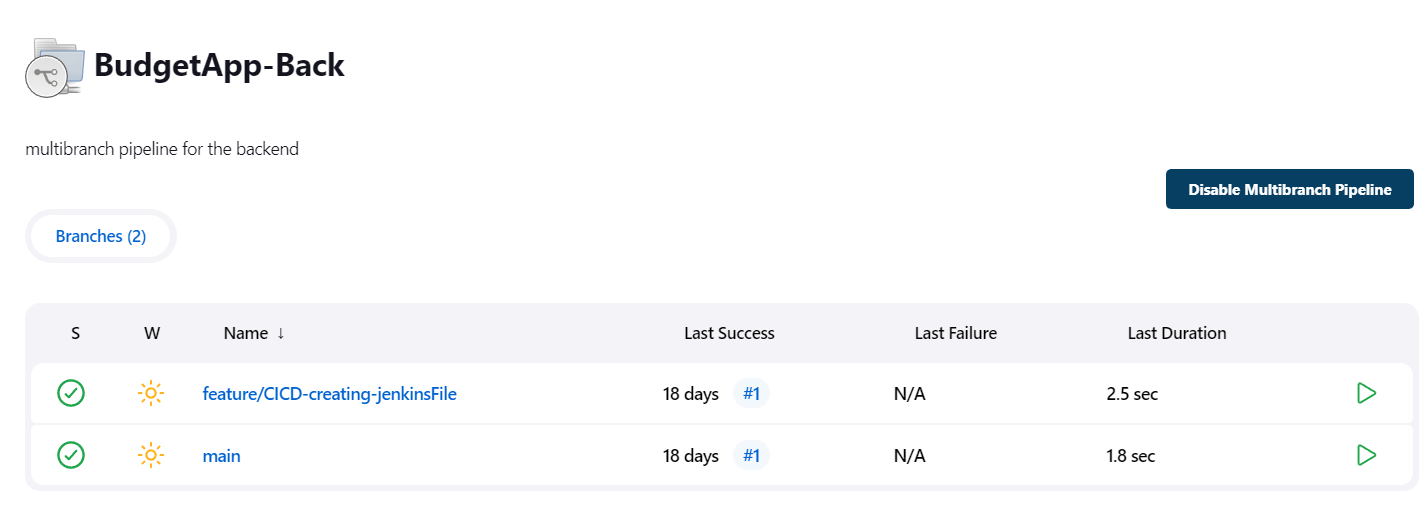 BudgetApp-Back
multibranch pipeline for the backend
Disable Multibranch Pipeline
Branches (2)
S W Name ↓ Last Success Last Failure Last Duration
feature/CICD-creating-jenkinsFile 18 days #1 N/A 2.5 sec
main 18 days #1 N/A 1.8 sec